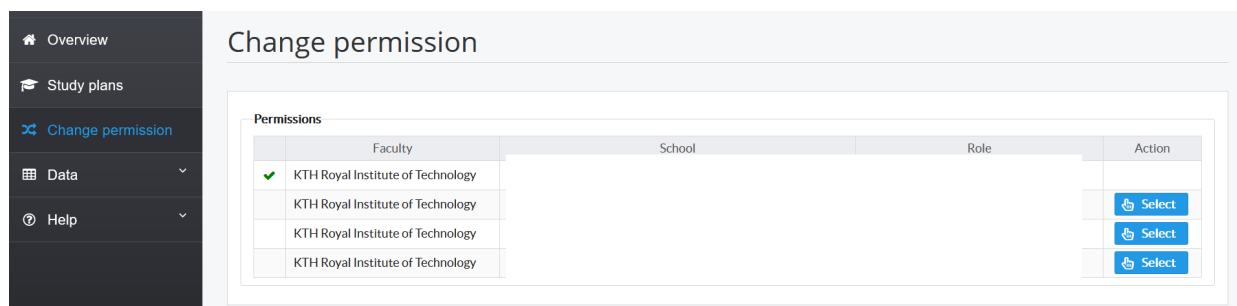 Overview
Study plans
Change permission
Data
Help
Change permission
Permissions
Faculty School Role Action
KTH Royal Institute of Technology
KTH Royal Institute of Technology Select
KTH Royal Institute of Technology Select
KTH Royal Institute of Technology Select